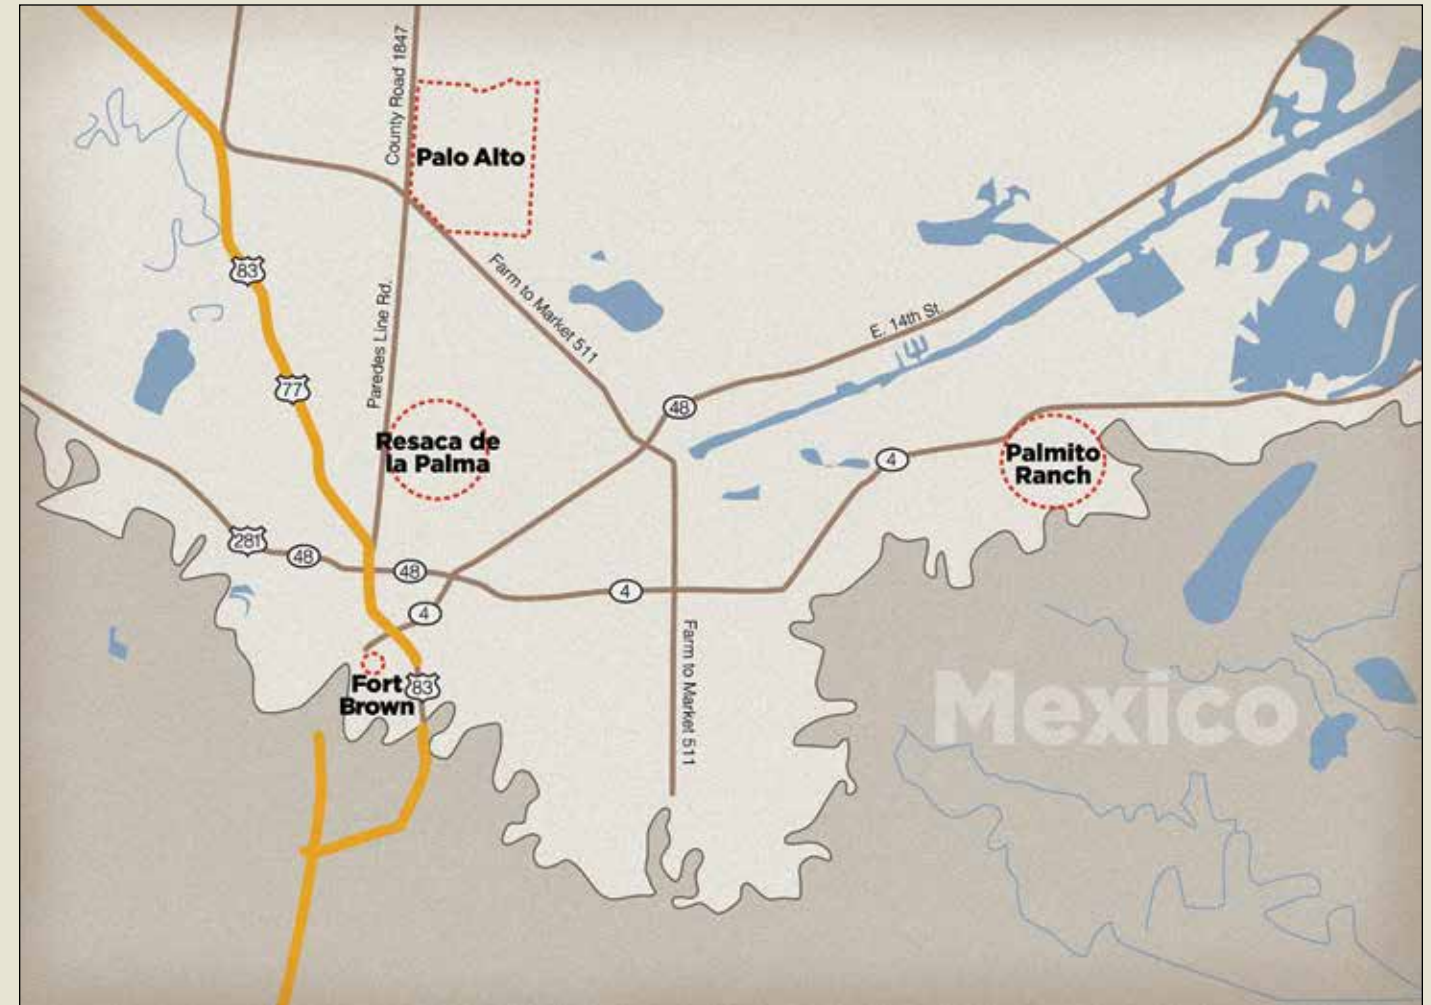 County Road 1847
Palo Alto
83
Farm to Market 511
E. 14th St.
Paredes Line Rd.
77
48
Resaca de
la Palma
4
Palmito
Ranch
281
48
48
4
4
Farm to Market 511
Fort
Brown
83
Mexico